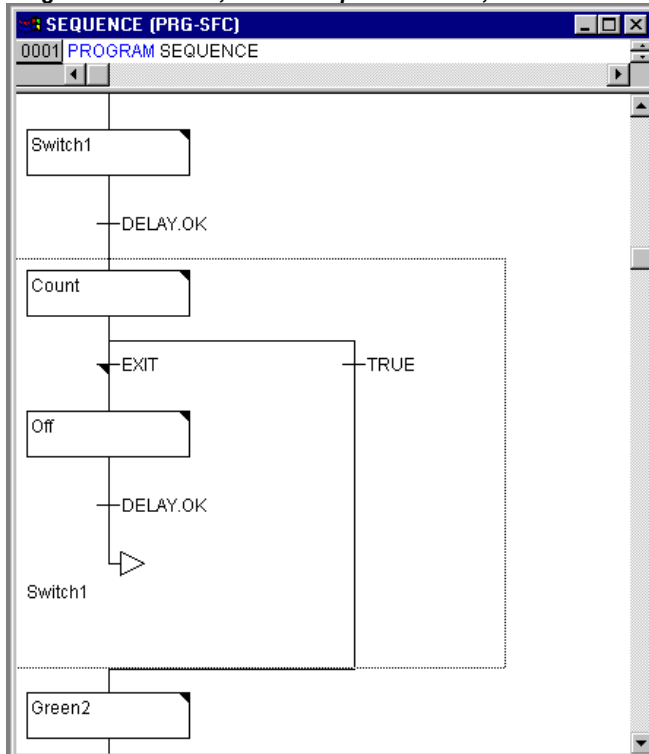 SEQUENCE (PRG-SFC)
0001 PROGRAM SEQUENCE
Switch1
DELAY.OK
Count
EXIT
TRUE
Off
DELAY.OK
Switch1
Green2